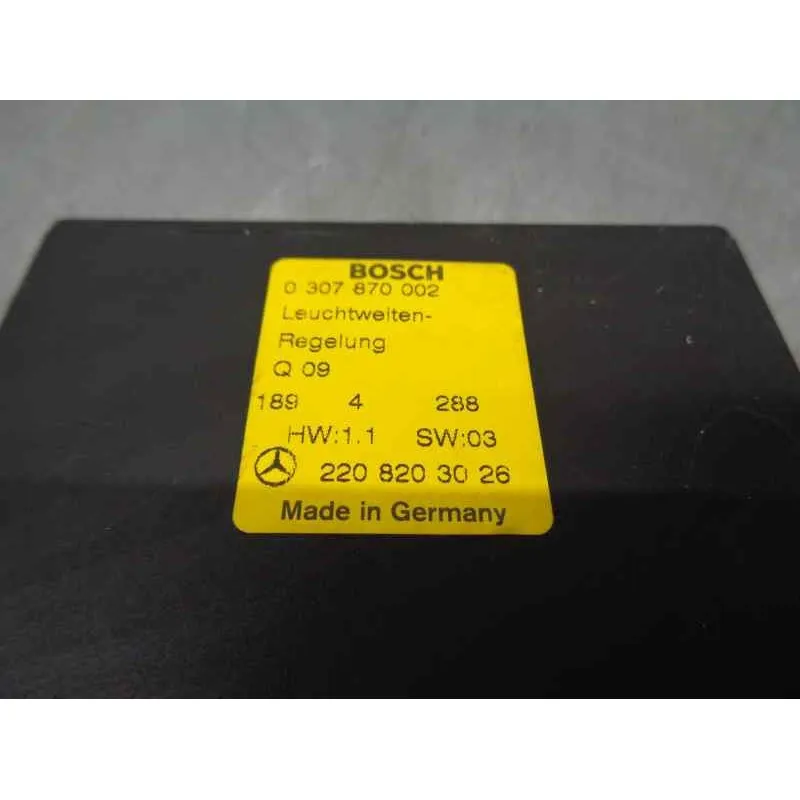 BOSCH
0 307 870 002
Leuchtweiten-
Regelung
Q 09
189 4 288
HW:1.1 SW:03
220 820 30 26
Made in Germany